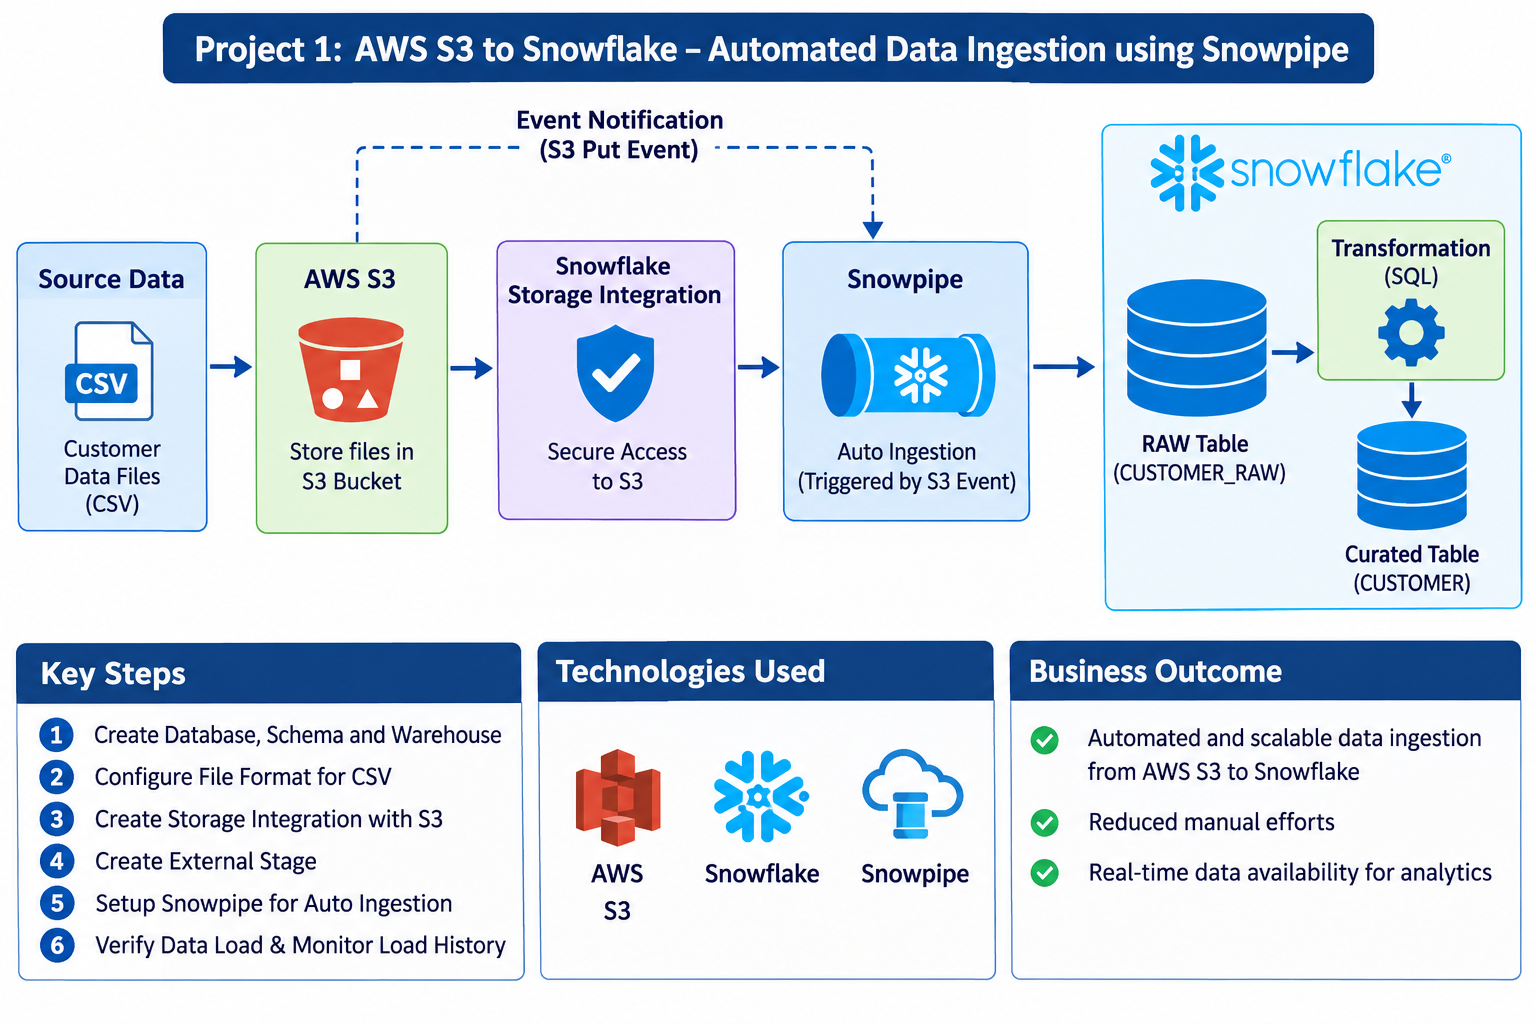 Project 1: AWS S3 to Snowflake – Automated Data Ingestion using Snowpipe
Event Notification
(S3 Put Event)
Source Data
CSV
Customer
Data Files
(CSV)
AWS S3
Store files in
S3 Bucket
Snowflake
Storage Integration
Secure Access
to S3
Snowpipe
Auto Ingestion
(Triggered by S3 Event)
snowflake®
RAW Table
(CUSTOMER_RAW)
Transformation
(SQL)
Curated Table
(CUSTOMER)
Key Steps
1 Create Database, Schema and Warehouse
2 Configure File Format for CSV
3 Create Storage Integration with S3
4 Create External Stage
5 Setup Snowpipe for Auto Ingestion
6 Verify Data Load & Monitor Load History
Technologies Used
AWS
S3
Snowflake
Snowpipe
Business Outcome
Automated and scalable data ingestion
from AWS S3 to Snowflake
Reduced manual efforts
Real-time data availability for analytics